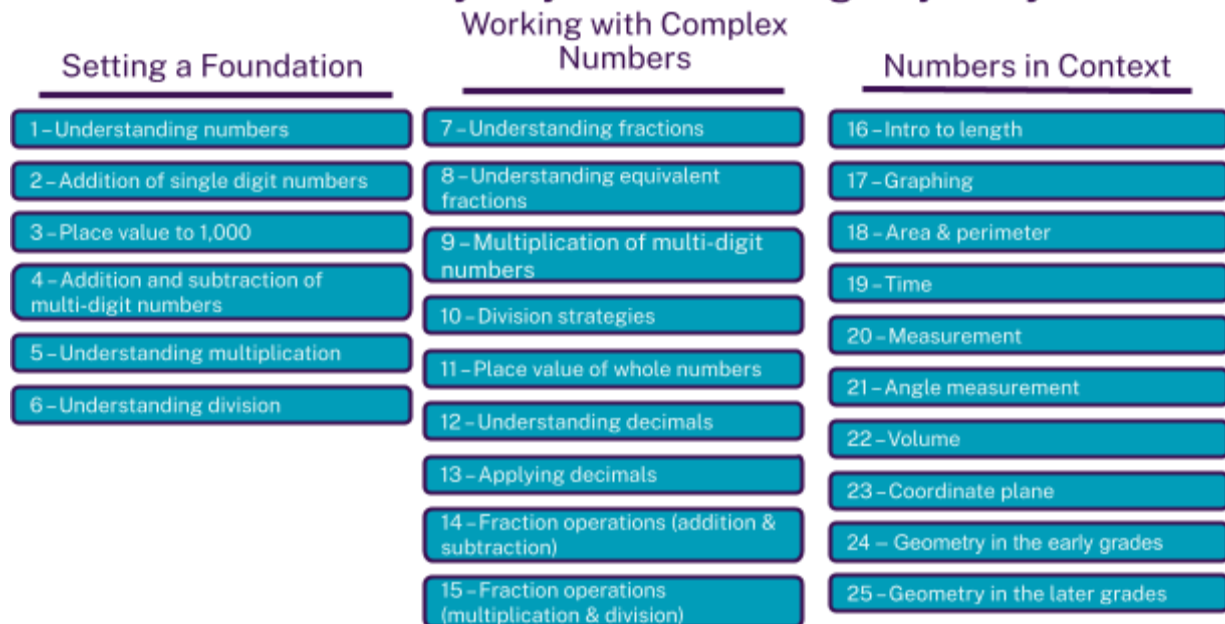 Setting a Foundation
1 – Understanding numbers
2 – Addition of single digit numbers
3 – Place value to 1,000
4 – Addition and subtraction of
multi-digit numbers
5 – Understanding multiplication
6 – Understanding division
Working with Complex
Numbers
7 – Understanding fractions
8 – Understanding equivalent
fractions
9 – Multiplication of multi-digit
numbers
10 – Division strategies
11 – Place value of whole numbers
12 – Understanding decimals
13 – Applying decimals
14 – Fraction operations (addition &
subtraction)
15 – Fraction operations
(multiplication & division)
Numbers in Context
16 – Intro to length
17 – Graphing
18 – Area & perimeter
19 – Time
20 – Measurement
21 – Angle measurement
22 – Volume
23 – Coordinate plane
24 – Geometry in the early grades
25 – Geometry in the later grades